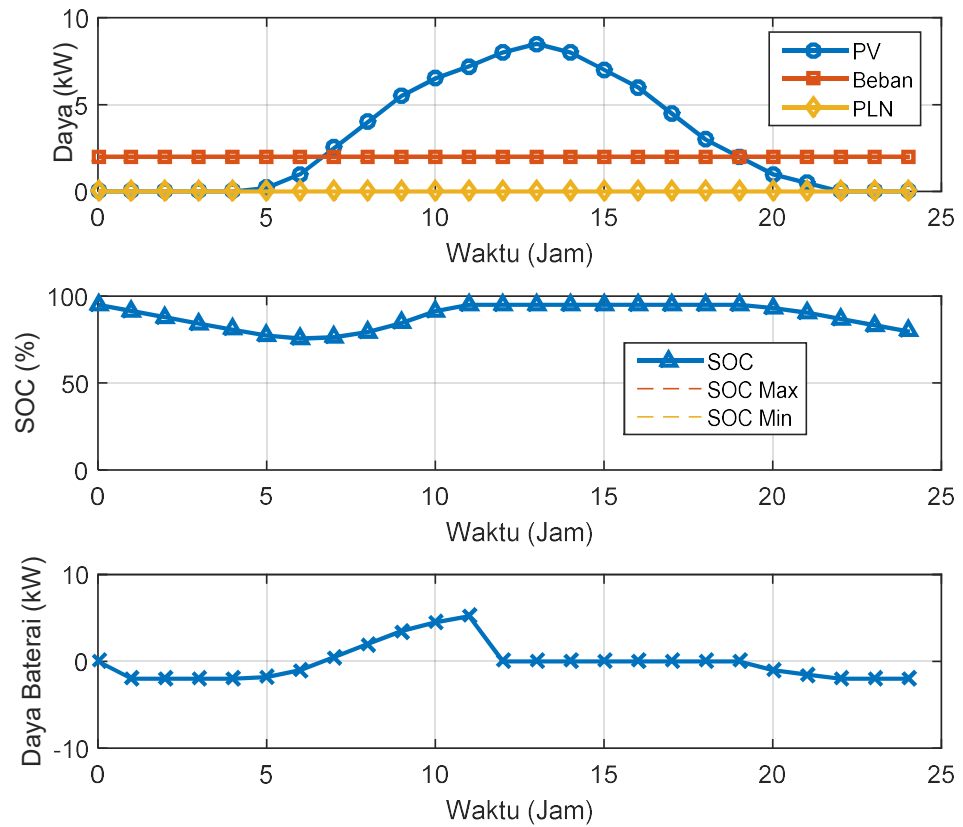 10
5
0
Daya (kW)
PV
Beban
PLN
0 5 10 15 20 25
Waktu (Jam)
100
50
0
SOC (%)
SOC
SOC Max
SOC Min
0 5 10 15 20 25
Waktu (Jam)
10
0
-10
Daya Baterai (kW)
0 5 10 15 20 25
Waktu (Jam)